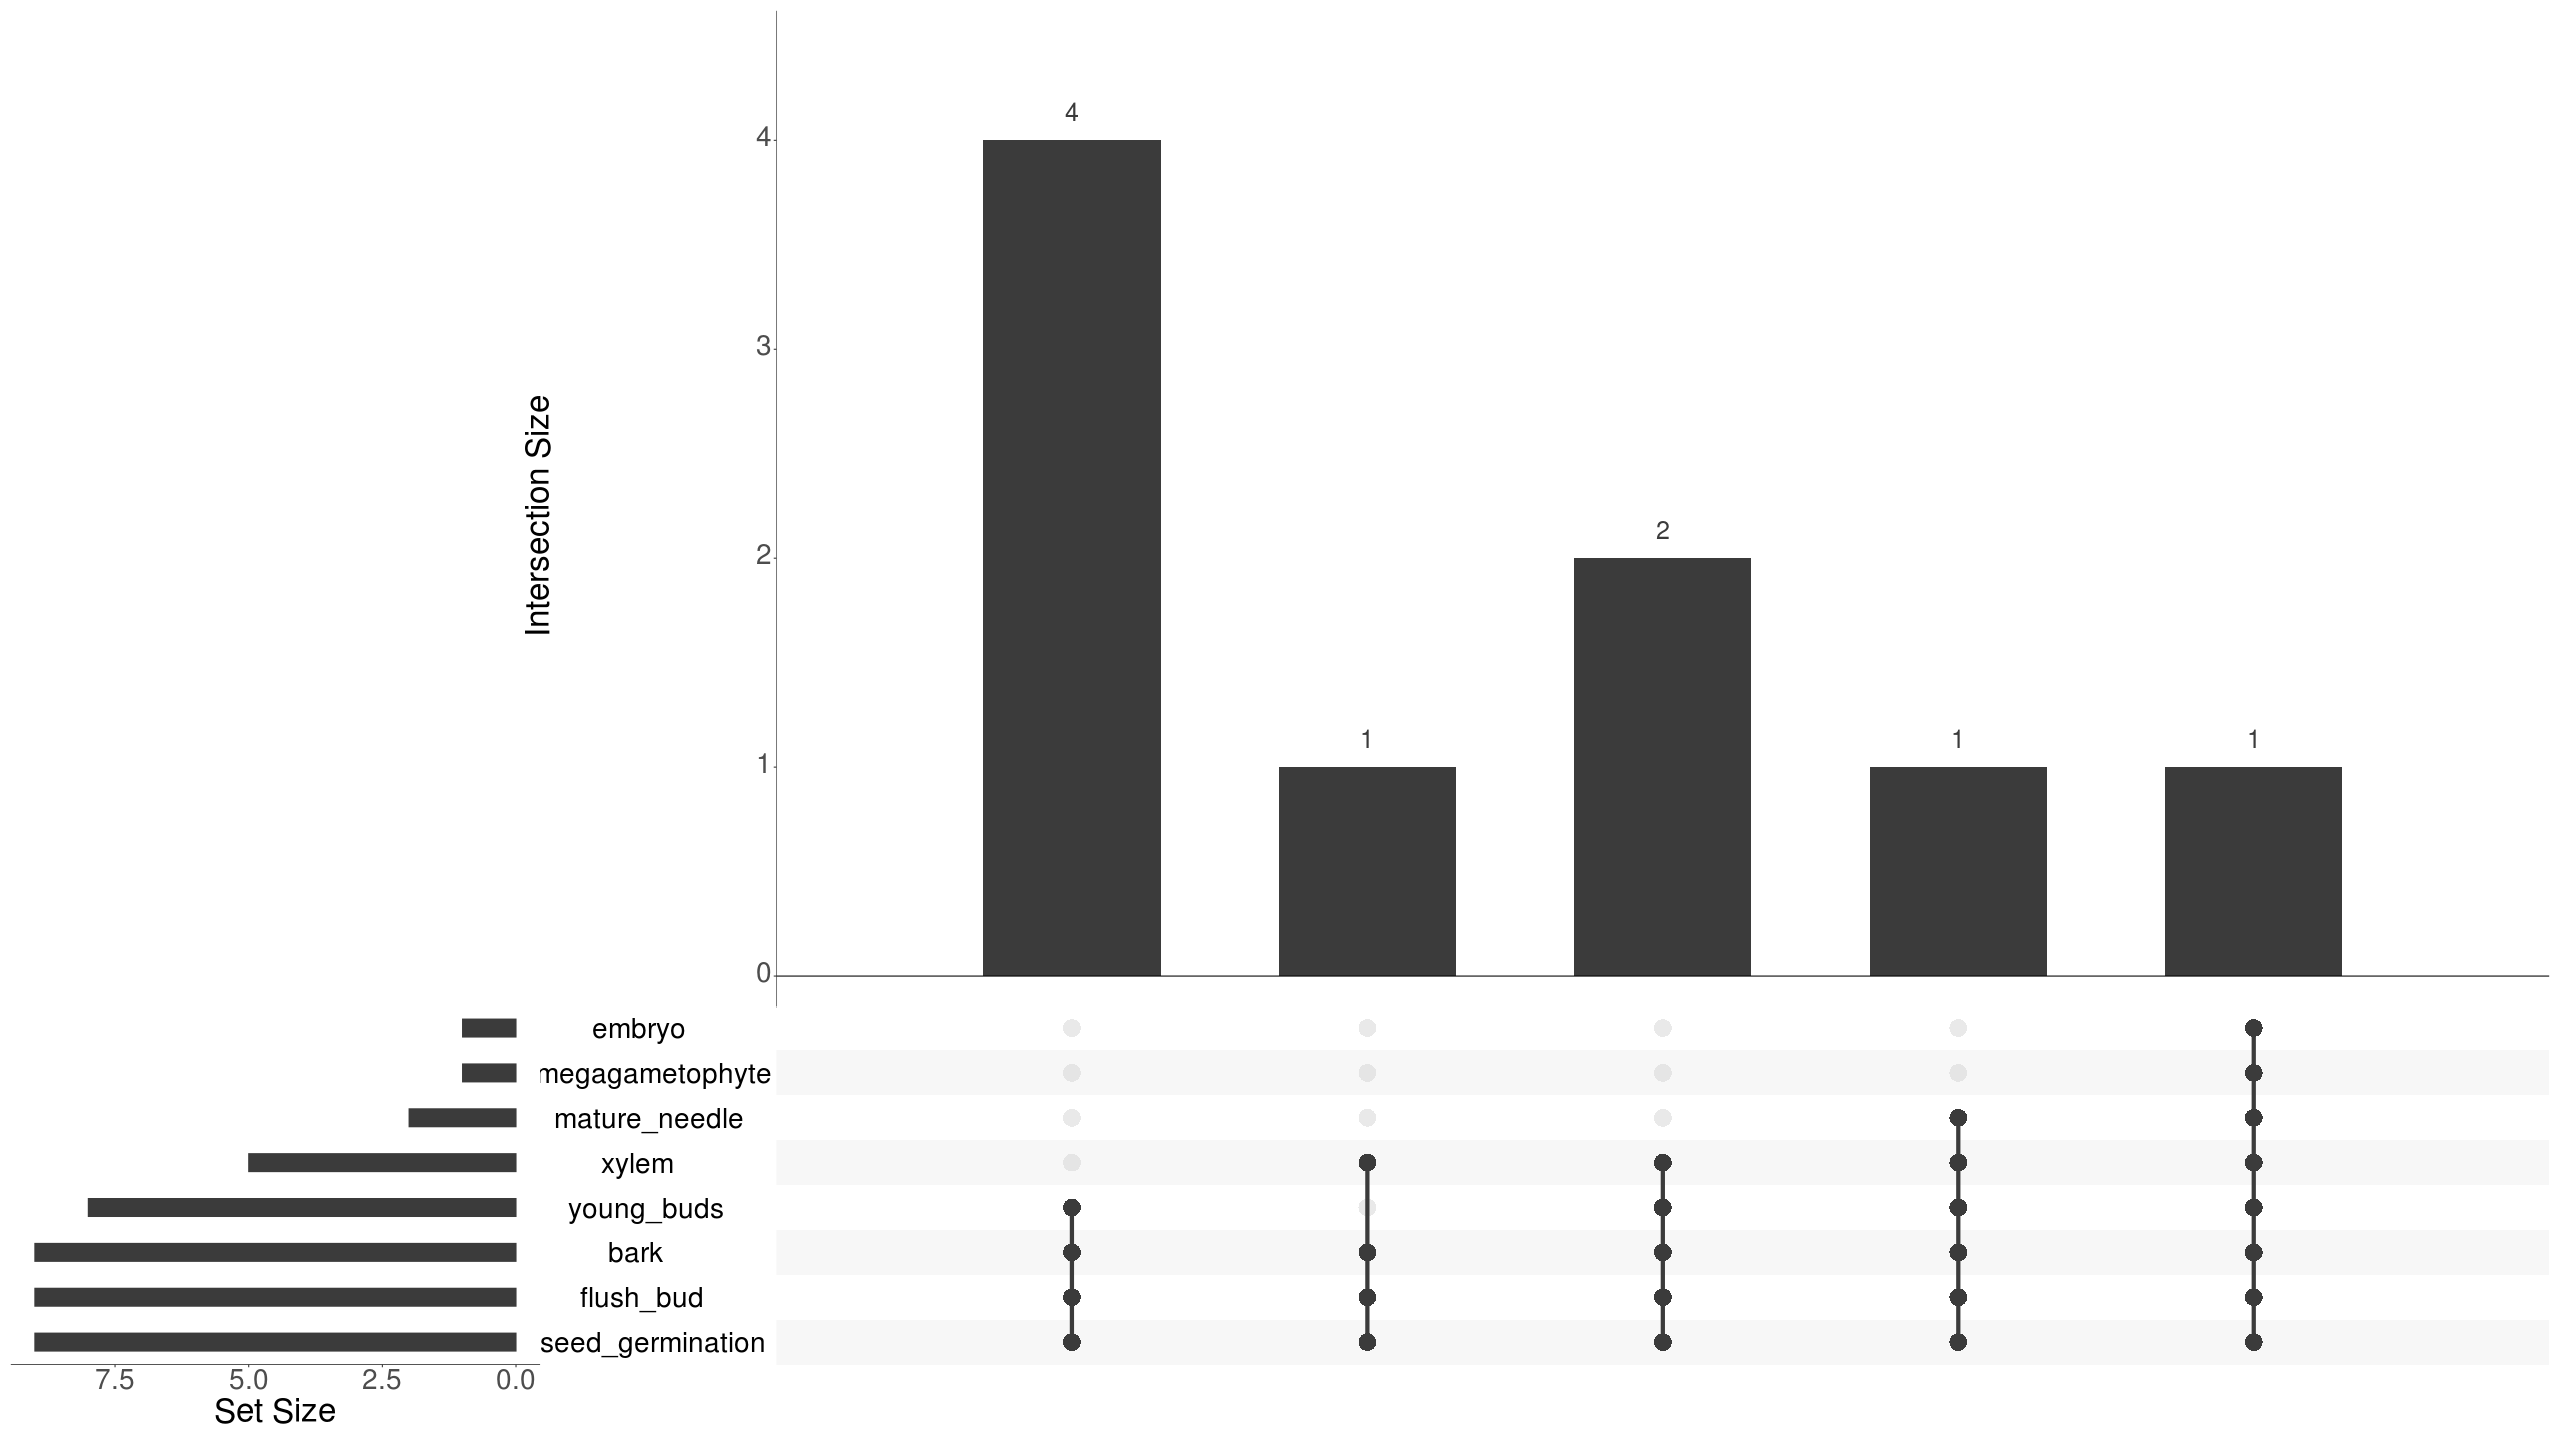 4
4
3
2
2
1
1
1
1
0
Intersection Size
embryo
megagametophyte
mature_needle
xylem
young_buds
bark
flush_bud
seed_germination
7.5 5.0 2.5 0.0
Set Size